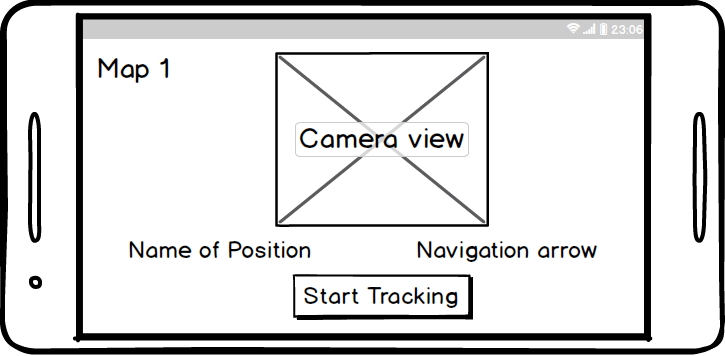 23:06
Map 1
Camera view
Name of Position
Navigation arrow
Start Tracking